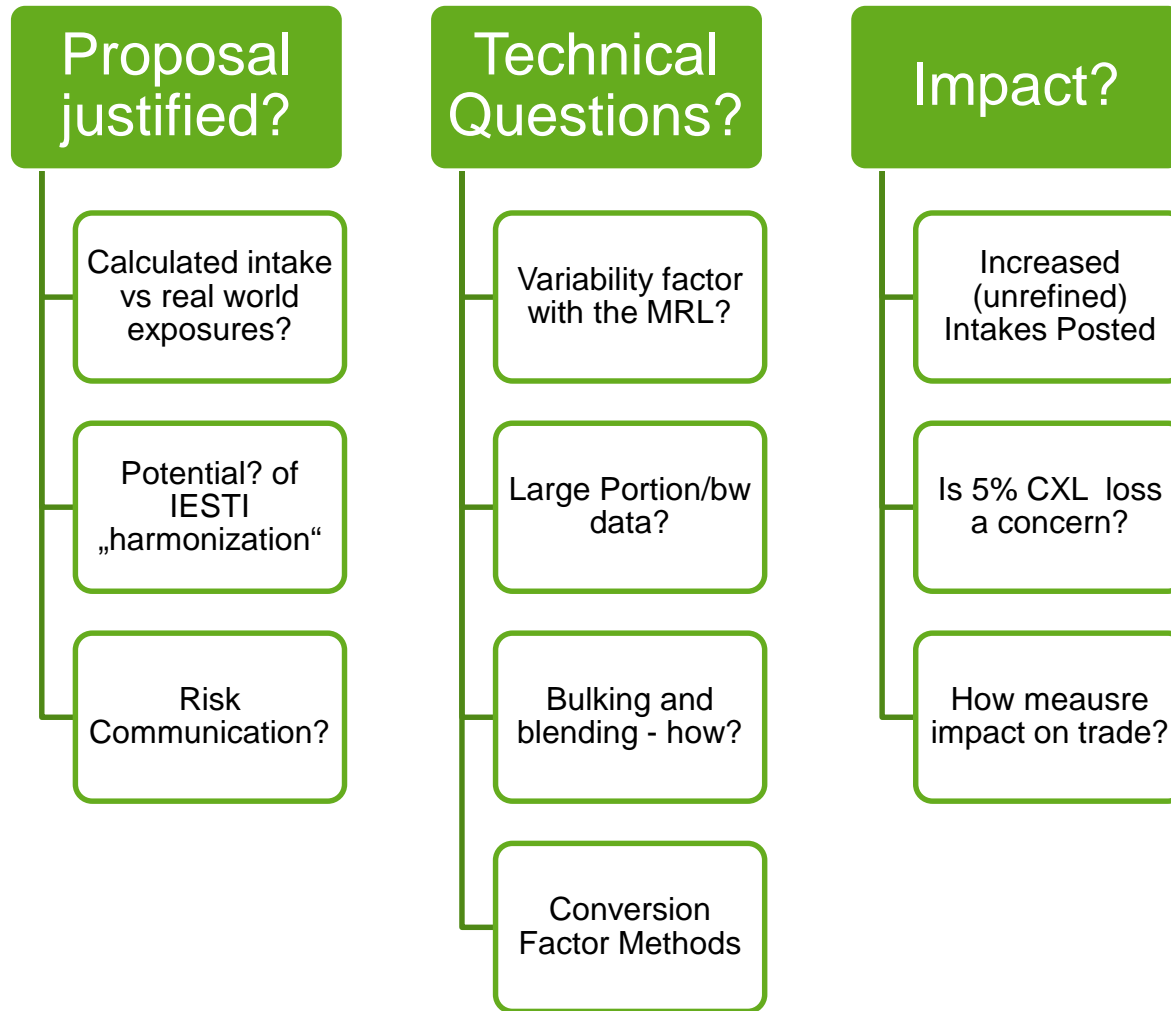 Proposal
justified?
Calculated intake
vs real world
exposures?
Potential? of
IESTI
„harmonization“
Risk
Communication?
Technical
Questions?
Variability factor
with the MRL?
Large Portion/bw
data?
Bulking and
blending - how?
Conversion
Factor Methods
Impact?
Increased
(unrefined)
Intakes Posted
Is 5% CXL  loss
a concern?
How meausre
impact on trade?